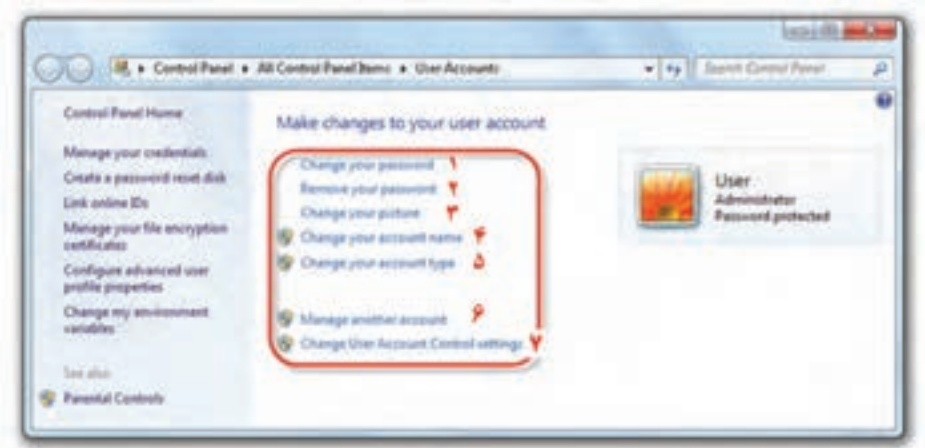 Control Panel ▸ All Control Panel Items ▸ User Accounts
Search Control Panel
Control Panel Home
Manage your credentials
Create a password reset disk
Link online IDs
Manage your file encryption
certificates
Configure advanced user
profile properties
Change my environment
variables
See also
Parental Controls
Make changes to your user account
Change your password ۱
Remove your password ۲
Change your picture ۳
Change your account name ۴
Change your account type ۵
Manage another account ۶
Change User Account Control settings ۷
User
Administrator
Password protected